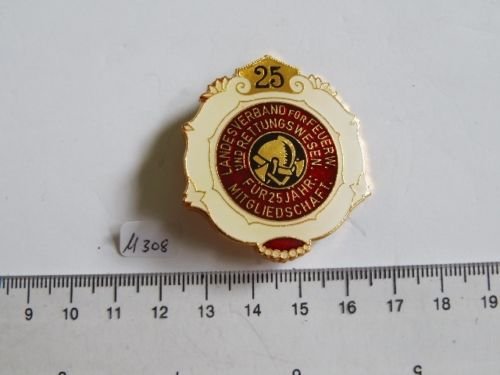 25
LANDESVERBAND FÜR FEUERW.
UND RETTUNGSWESEN.
FÜR 25 JAHR:
MITGLIEDSCHAFT.
M 308
9 10 11 12 13 14 15 16 17 18 19